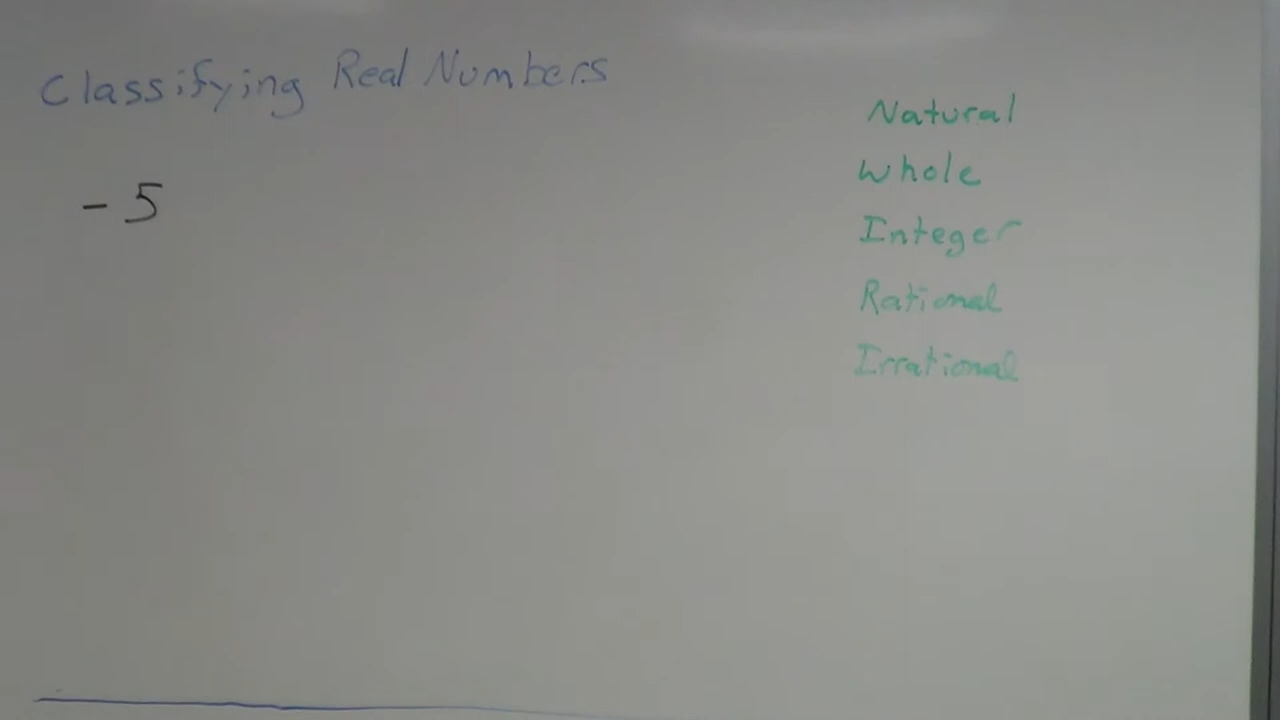 Classifying Real Numbers
- 5
Natural
Whole
Integer
Rational
Irrational